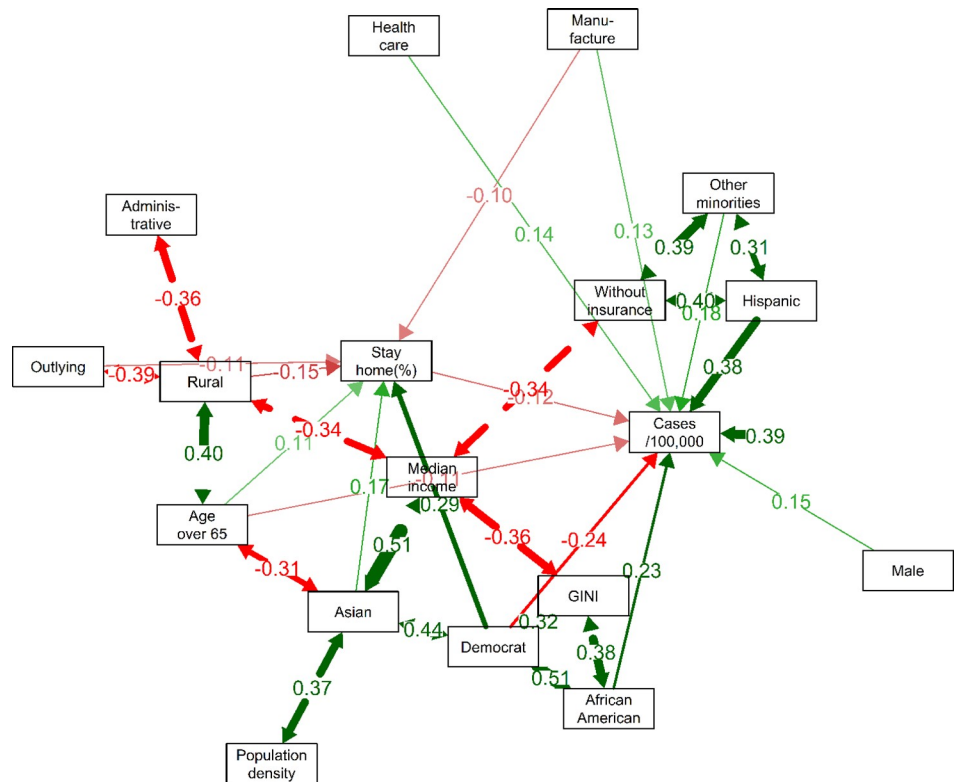 Health
care
Manu-
facture
-0.10
0.14
0.13
Other
minorities
0.39
0.31
Adminis-
trative
-0.36
Without
insurance
0.40
Hispanic
0.18
0.38
Outlying
-0.39
Rural
-0.11
-0.15
Stay
home(%)
-0.34
-0.12
Cases
/100,000
0.39
0.40
0.11
-0.34
Median
income
-0.11
0.29
0.17
0.15
Age
over 65
0.51
-0.36
-0.24
-0.31
Male
Asian
GINI
0.23
0.44
0.32
Democrat
0.38
0.51
0.37
African
American
Population
density